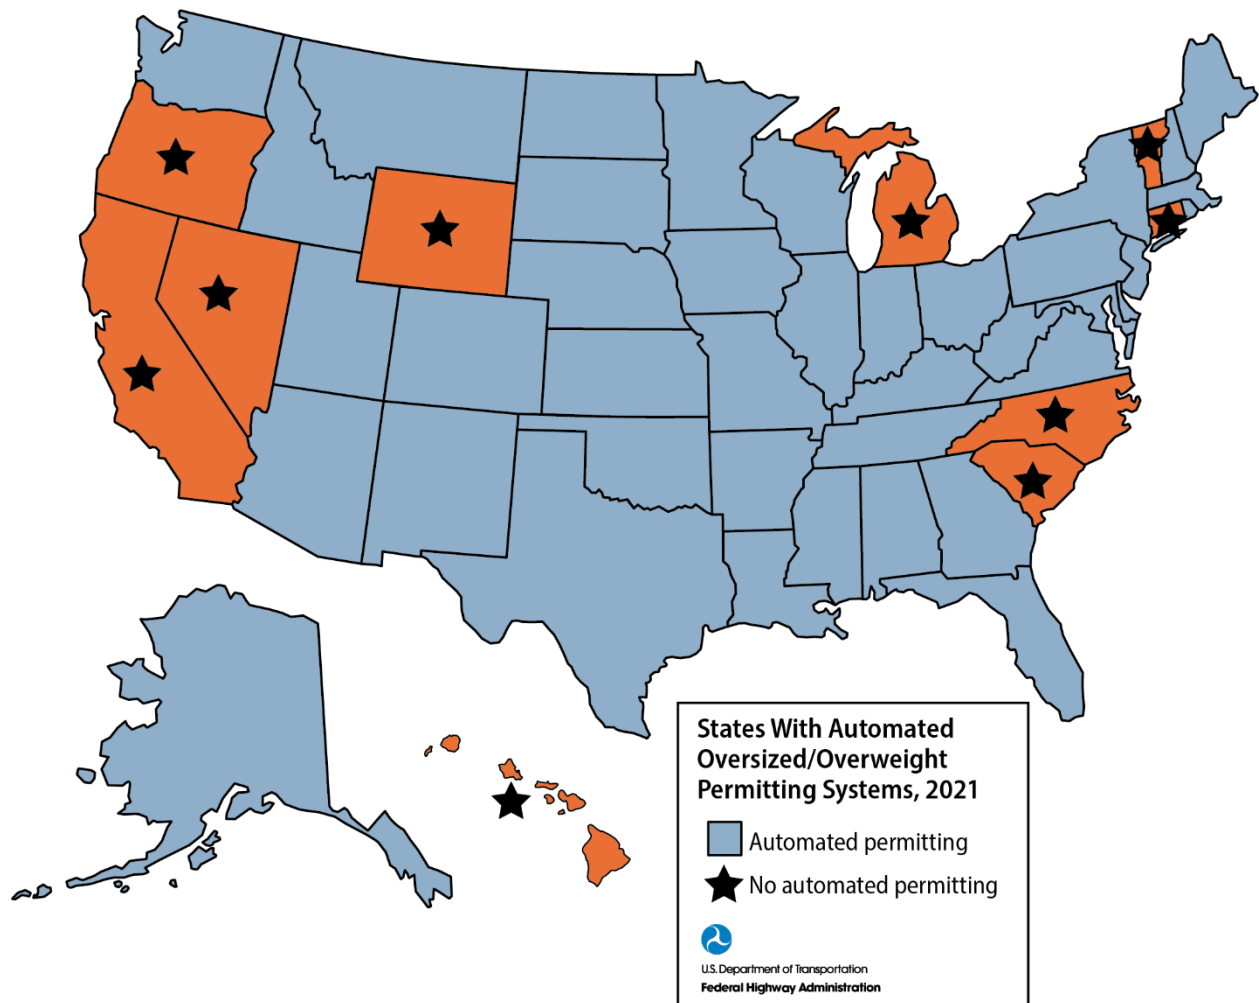 States With Automated
Oversized/Overweight
Permitting Systems, 2021
Automated permitting
No automated permitting
U.S. Department of Transportation
Federal Highway Administration